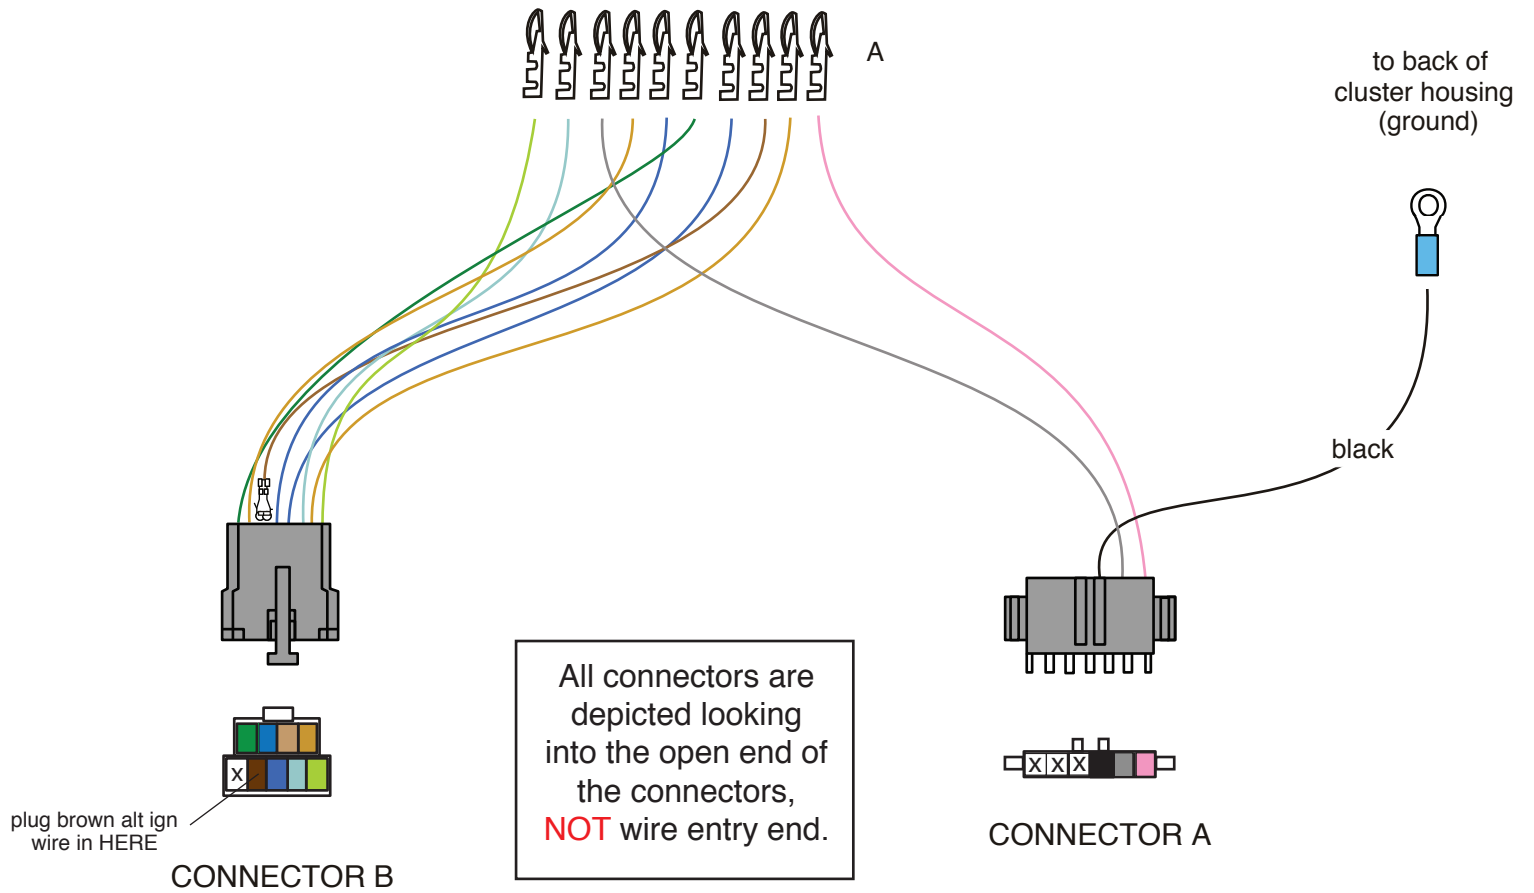 A
to back of
cluster housing
(ground)
black
All connectors are
depicted looking
into the open end of
the connectors,
NOT wire entry end.
X
X X X
plug brown alt ign
wire in HERE
CONNECTOR B
CONNECTOR A